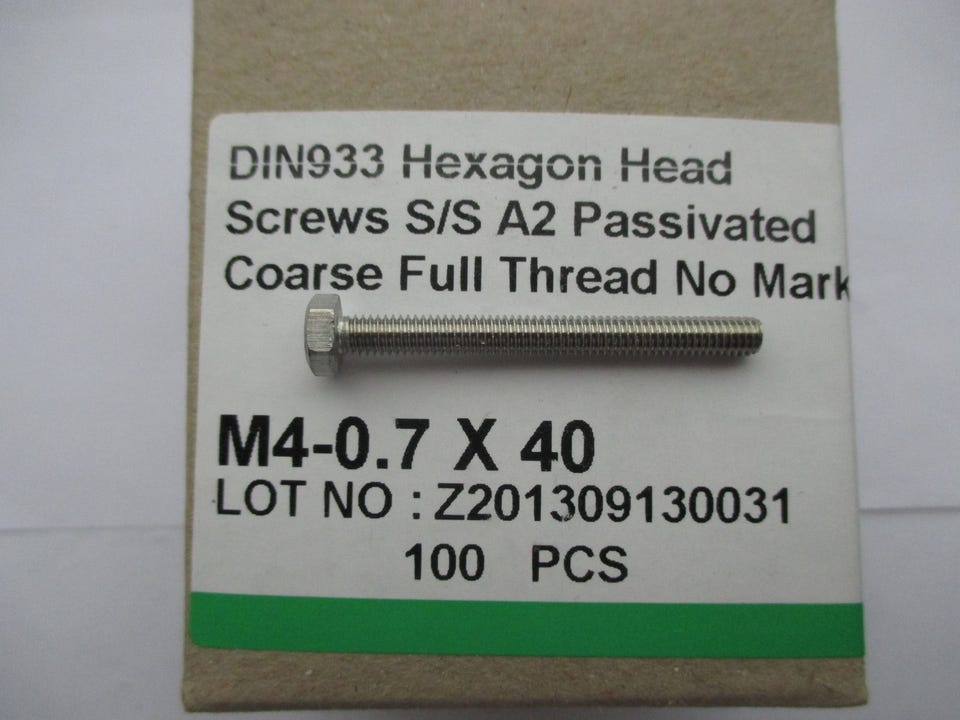 DIN933 Hexagon Head
Screws S/S A2 Passivated
Coarse Full Thread No Mark
M4-0.7 X 40
LOT NO : Z201309130031
100 PCS